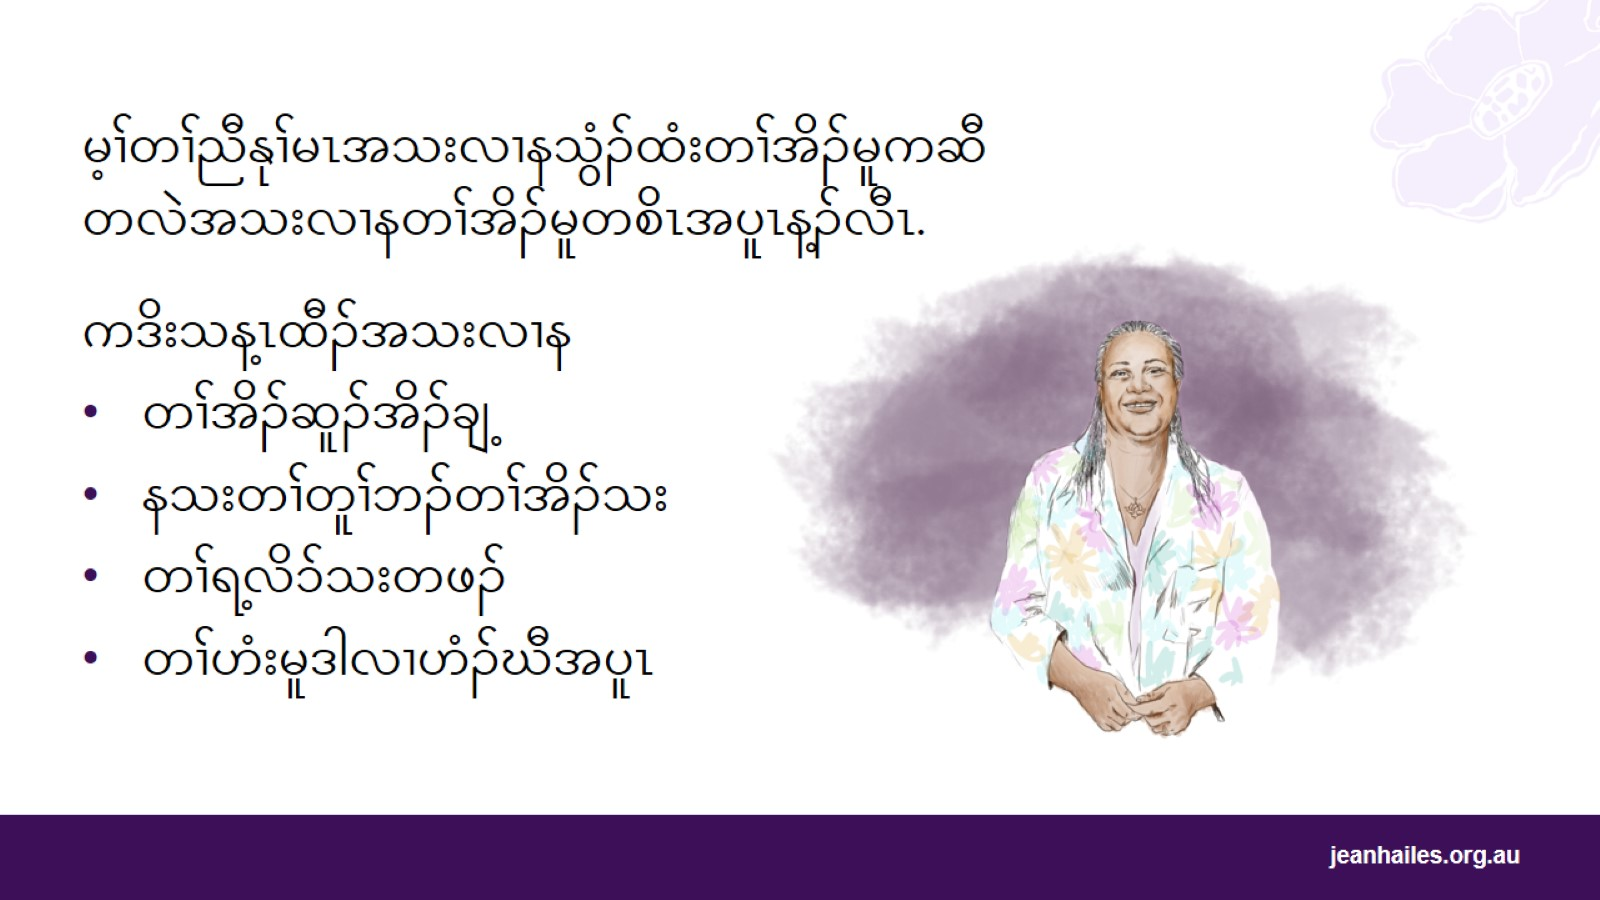 မ့ၢ်တၢ်ညီနုၢ်မၤအသးလၢနသွံၣ်ထံးတၢ်အိၣ်မူကဆီ
တလဲအသးလၢနတၢ်အိၣ်မူတစိၤအပူၤန့ၣ်လီၤ.
ကဒိးသန့ၤထီၣ်အသးလၢန
• တၢ်အိၣ်ဆူၣ်အိၣ်ချ့
• နသးတၢ်တူၢ်ဘၣ်တၢ်အိၣ်သး
• တၢ်ရ့လိာ်သးတဖၣ်
• တၢ်ဟံးမူဒါလၢဟံၣ်ဃီအပူၤ
jeanhailes.org.au